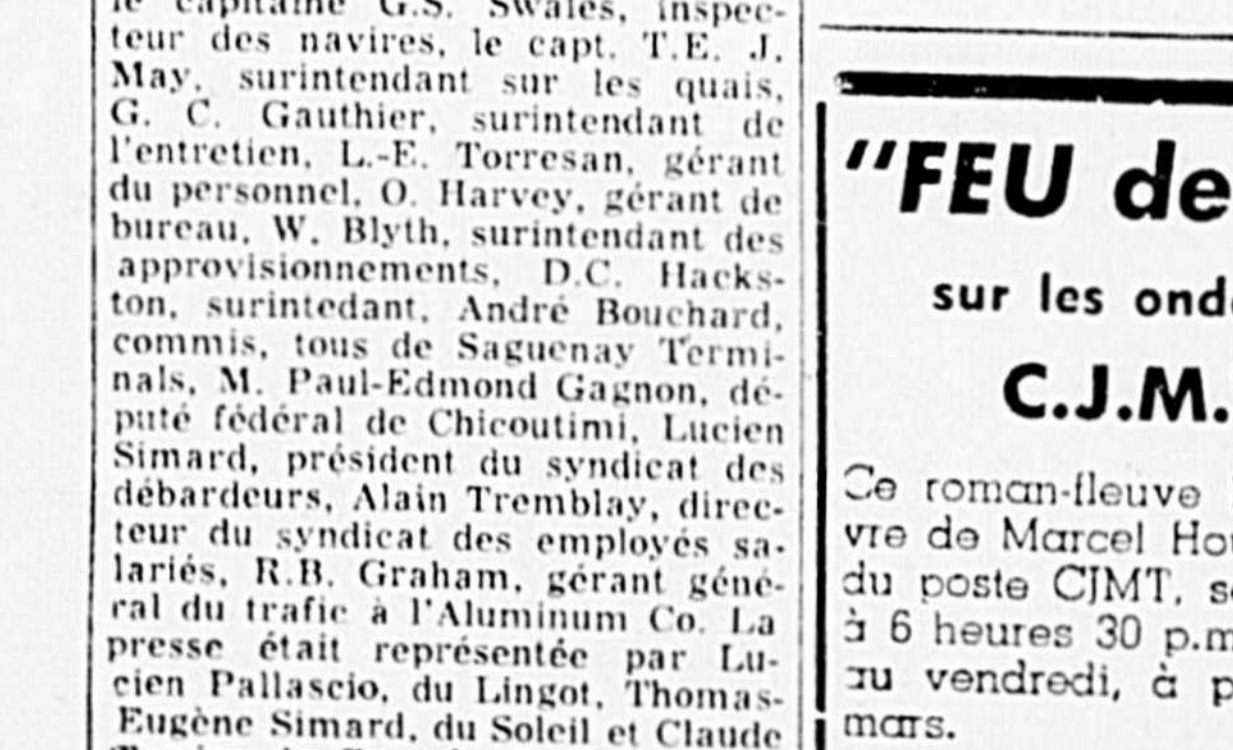 le capitaine G.S. Swales, inspec-
teur des navires, le capt. T.E. J.
May, surintendant sur les quais,
G. C. Gauthier, surintendant de
l'entretien, L.-E. Torresan, gérant
du personnel, O. Harvey, gérant de
bureau, W. Blyth, surintendant des
approvisionnements, D.C. Hacks-
ton, surintedant, André Bouchard,
commis, tous de Saguenay Termi-
nals, M. Paul-Edmond Gagnon, dé-
puté fédéral de Chicoutimi, Lucien
Simard, président du syndicat des
débardeurs, Alain Tremblay, direc-
teur du syndicat des employés sa-
lariés, R.B. Graham, gérant géné-
ral du trafic à l'Aluminum Co. La
presse était représentée par Lu-
cien Pallascio, du Lingot, Thomas-
Eugène Simard, du Soleil et Claude
"FEU de
sur les ond
C.J.M.
Ce roman-fleuve
vre de Marcel Ho
du poste CJMT, s
à 6 heures 30 p.m
au vendredi, à p
mars.